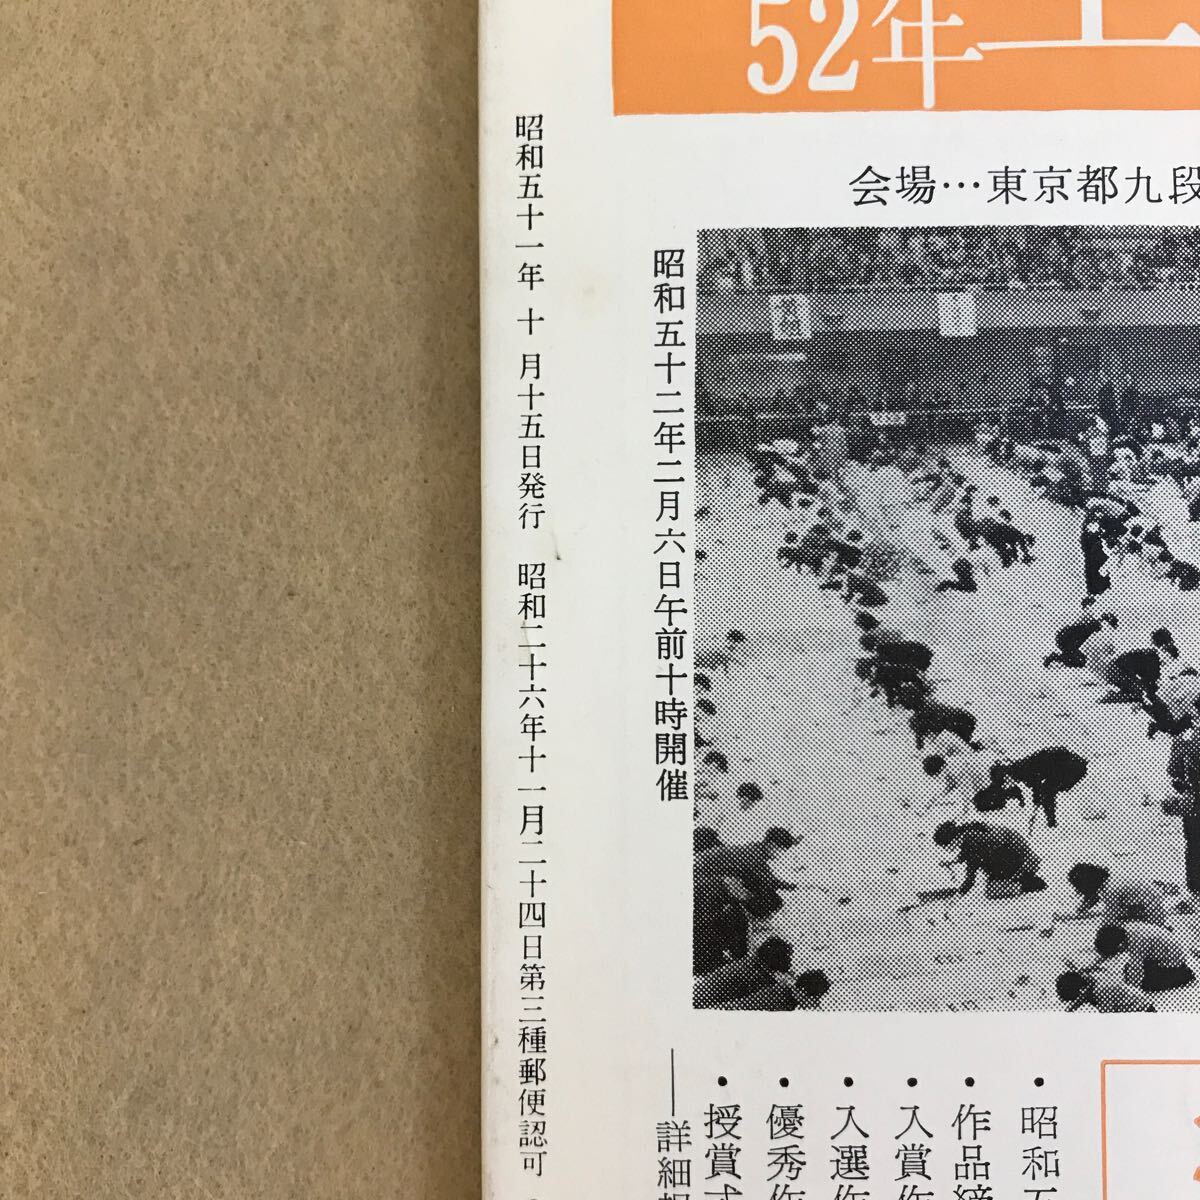 52年
会場…東京都九段
昭和五十二年二月六日午前十時開催
・昭和五
・作品締
・入賞作
・入選作
・優秀作
・授賞式
――詳細
昭和五十一年 十 月十五日発行 昭和二十六年十一月二十四日第三種郵便認可